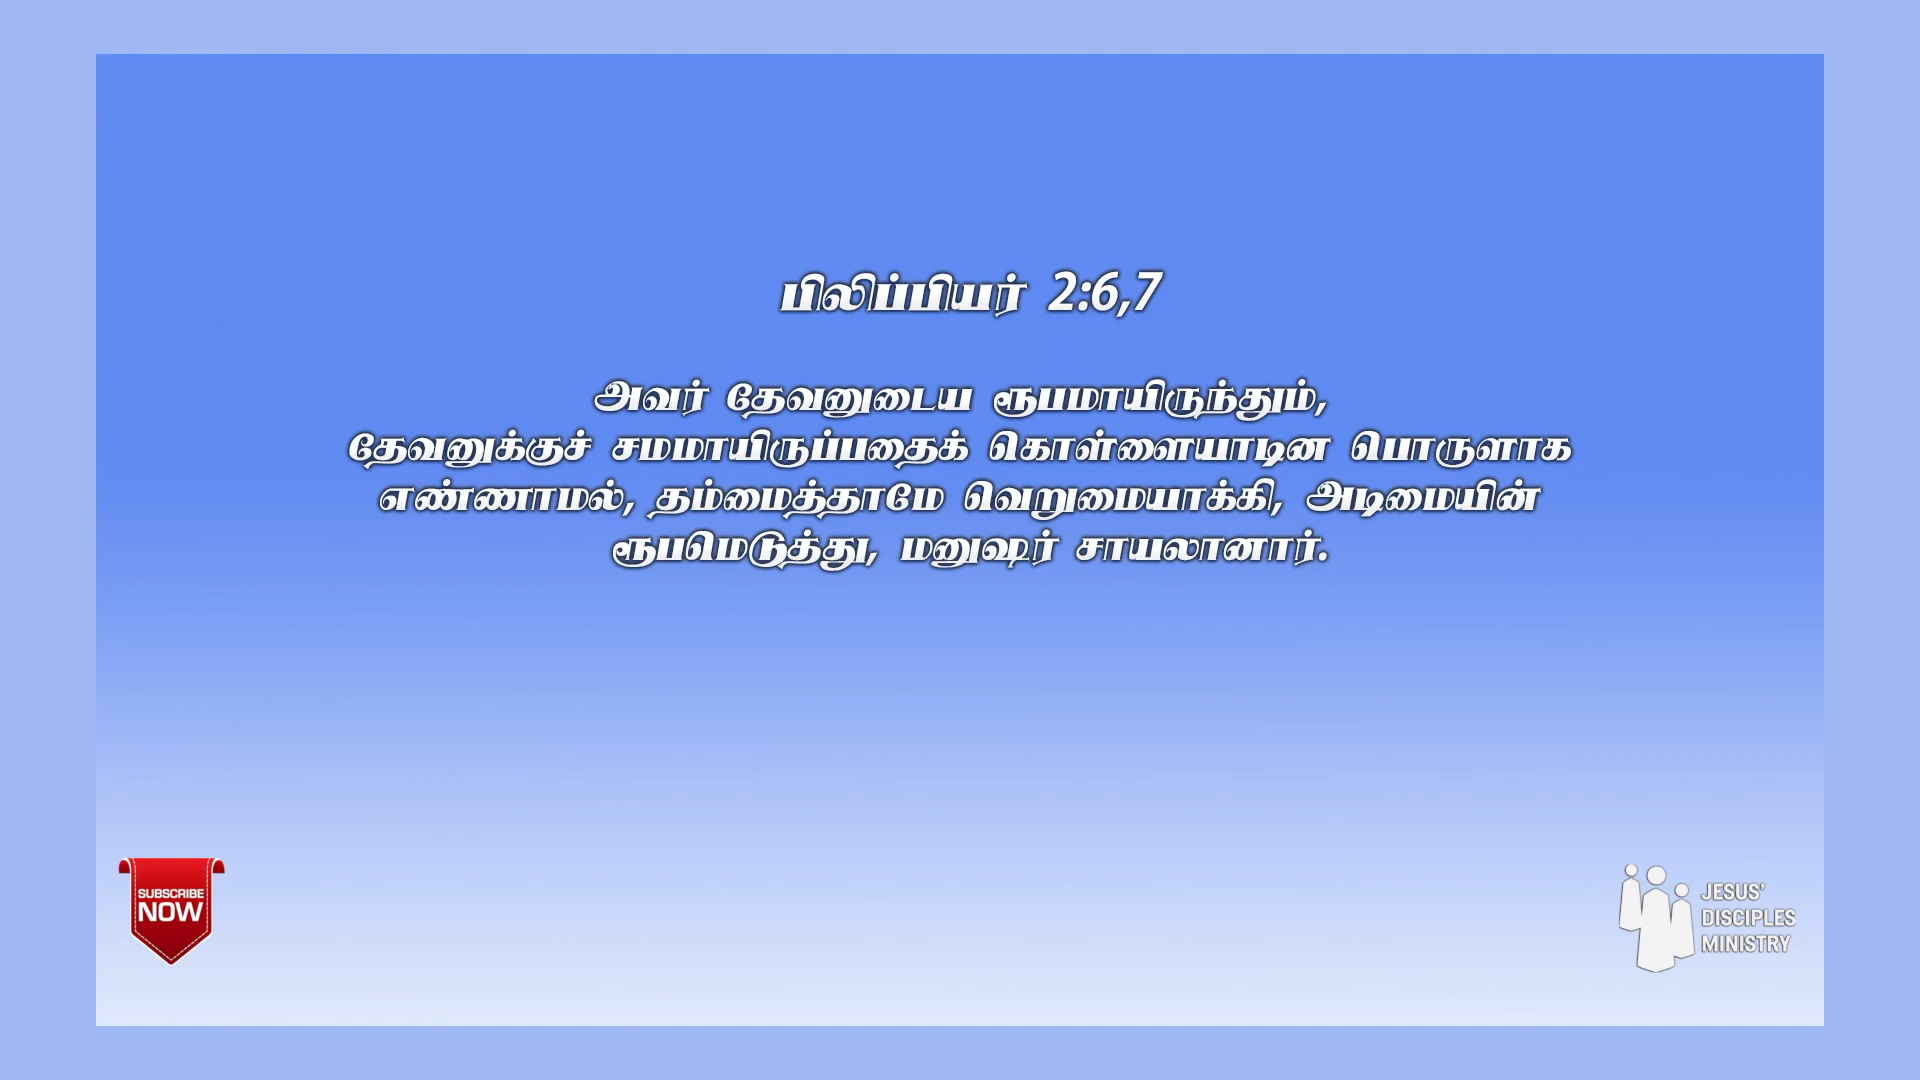 பிலிப்பியர் 2:6,7
அவர் தேவனுடைய ரூபமாயிருந்தும்,
தேவனுக்குச் சமமாயிருப்பதைக் கொள்ளையாடின பொருளாக
எண்ணாமல், தம்மைத்தாமே வெறுமையாக்கி, அடிமையின்
ரூபமெடுத்து, மனுஷர் சாயலானார்.
SUBSCRIBE
NOW
JESUS'
DISCIPLES
MINISTRY